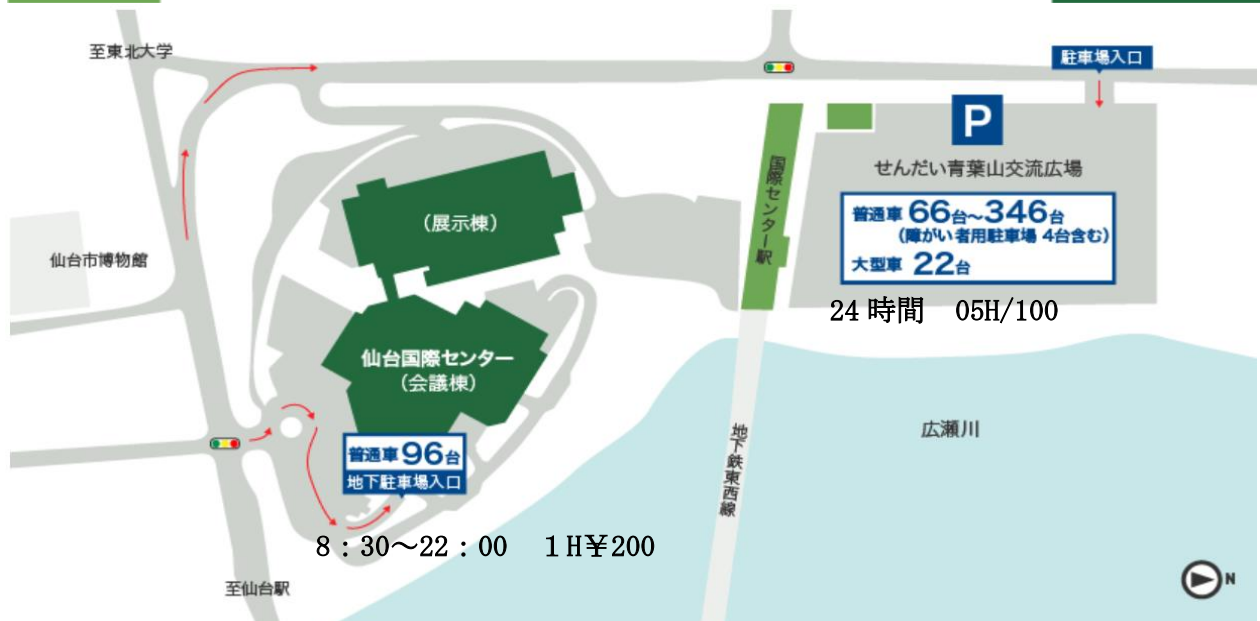 至東北大学
駐車場入口
P
せんだい青葉山交流広場
普通車 66台～346台
（障がい者用駐車場 4台含む）
大型車 22台
24 時間　05H/100
国際センター駅
（展示棟）
仙台市博物館
仙台国際センター
（会議棟）
普通車 96台
地下駐車場入口
8：30～22：00　１H¥200
地下鉄東西線
広瀬川
至仙台駅
N